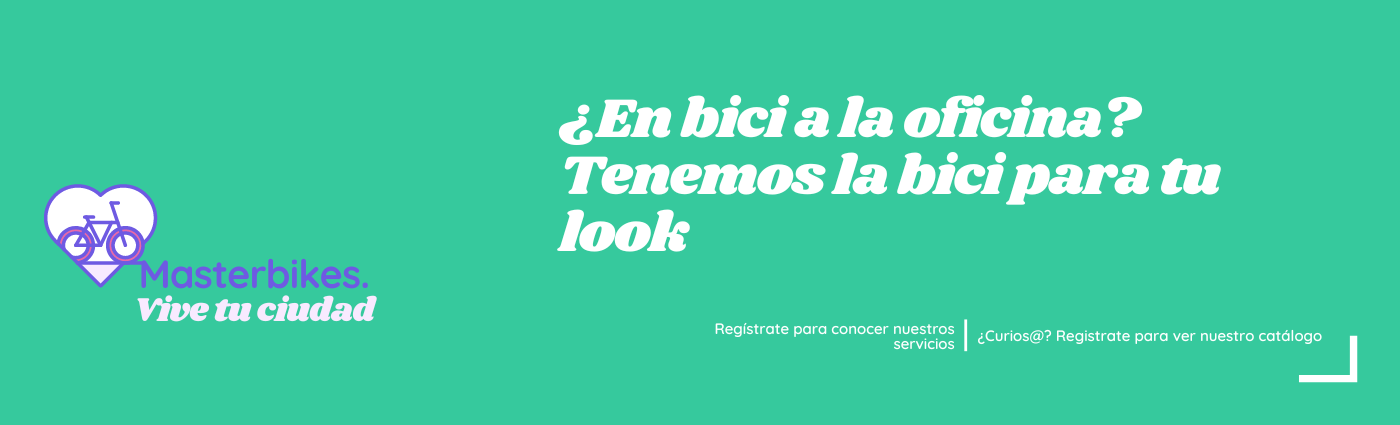 ¿En bici a la oficina?
Tenemos la bici para tu
look
Masterbikes.
Vive tu ciudad
Regístrate para conocer nuestros
servicios
¿Curios@? Registrate para ver nuestro catálogo